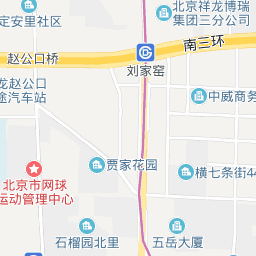 定安里社区
北京祥龙博瑞
集团三分公司
南三环
赵公口桥
刘家窑
龙赵公口
途汽车站
中威商务
贾家花园
横七条街44
北京市网球
运动管理中心
石榴园北里
五岳大厦